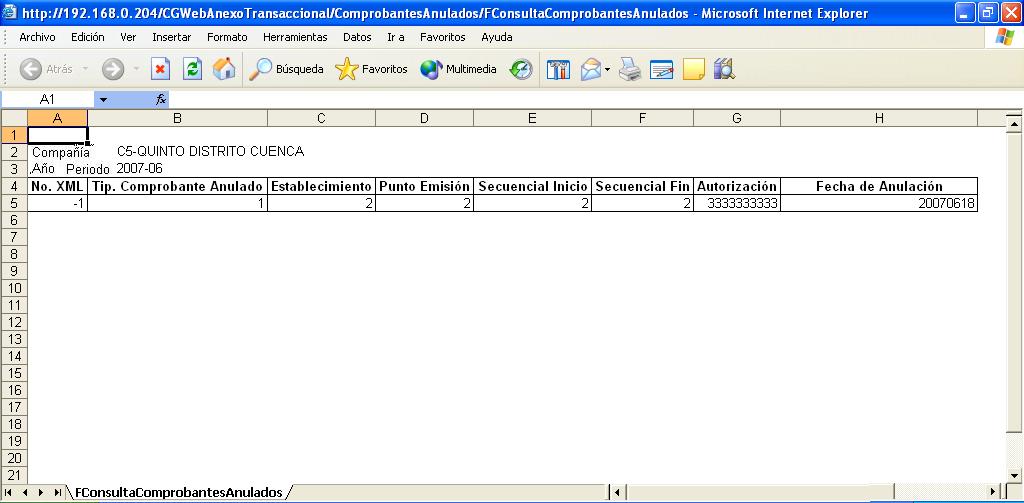 http://192.168.0.204/CGWebAnexoTransaccional/ComprobantesAnulados/FConsultaComprobantesAnulados - Microsoft Internet Explorer
Archivo Edición Ver Insertar Formato Herramientas Datos Ir a Favoritos Ayuda
Atrás Búsqueda Favoritos Multimedia
A1 fx
A B C D E F G H
1
2 Compañía C5-QUINTO DISTRITO CUENCA
3 Año Periodo 2007-06
4 No. XML Tip. Comprobante Anulado Establecimiento Punto Emisión Secuencial Inicio Secuencial Fin Autorización Fecha de Anulación
5 -1 1 2 2 2 2 3333333333 20070618
6
7
8
9
10
11
12
13
14
15
16
17
18
19
20
21
FConsultaComprobantesAnulados